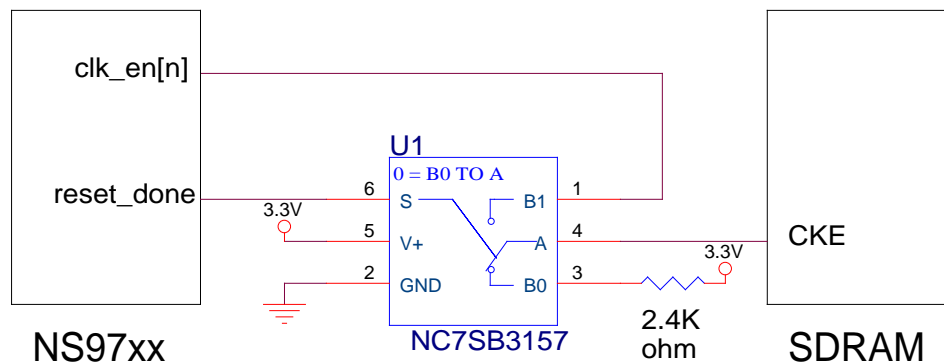 clk_en[n]
U1
0 = B0 TO A
reset_done
6
S
B1
1
3.3V
5
V+
A
4
CKE
3.3V
2
GND
B0
3
2.4K
ohm
NC7SB3157
NS97xx
SDRAM